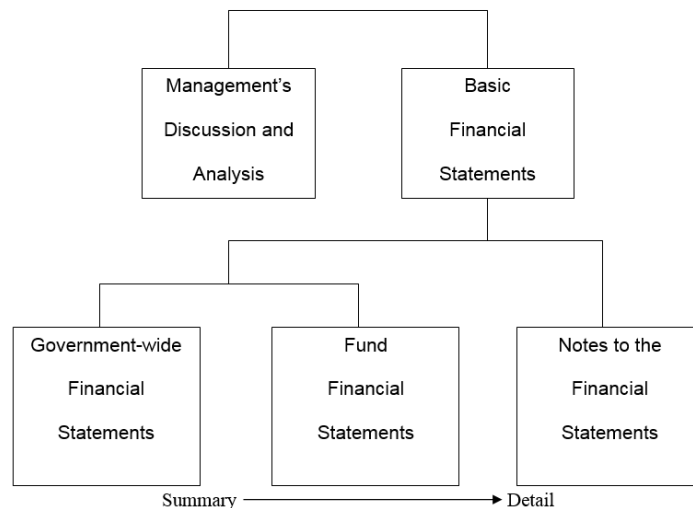 Management's
Discussion and
Analysis
Basic
Financial
Statements
Government-wide
Financial
Statements
Fund
Financial
Statements
Notes to the
Financial
Statements
Summary
Detail